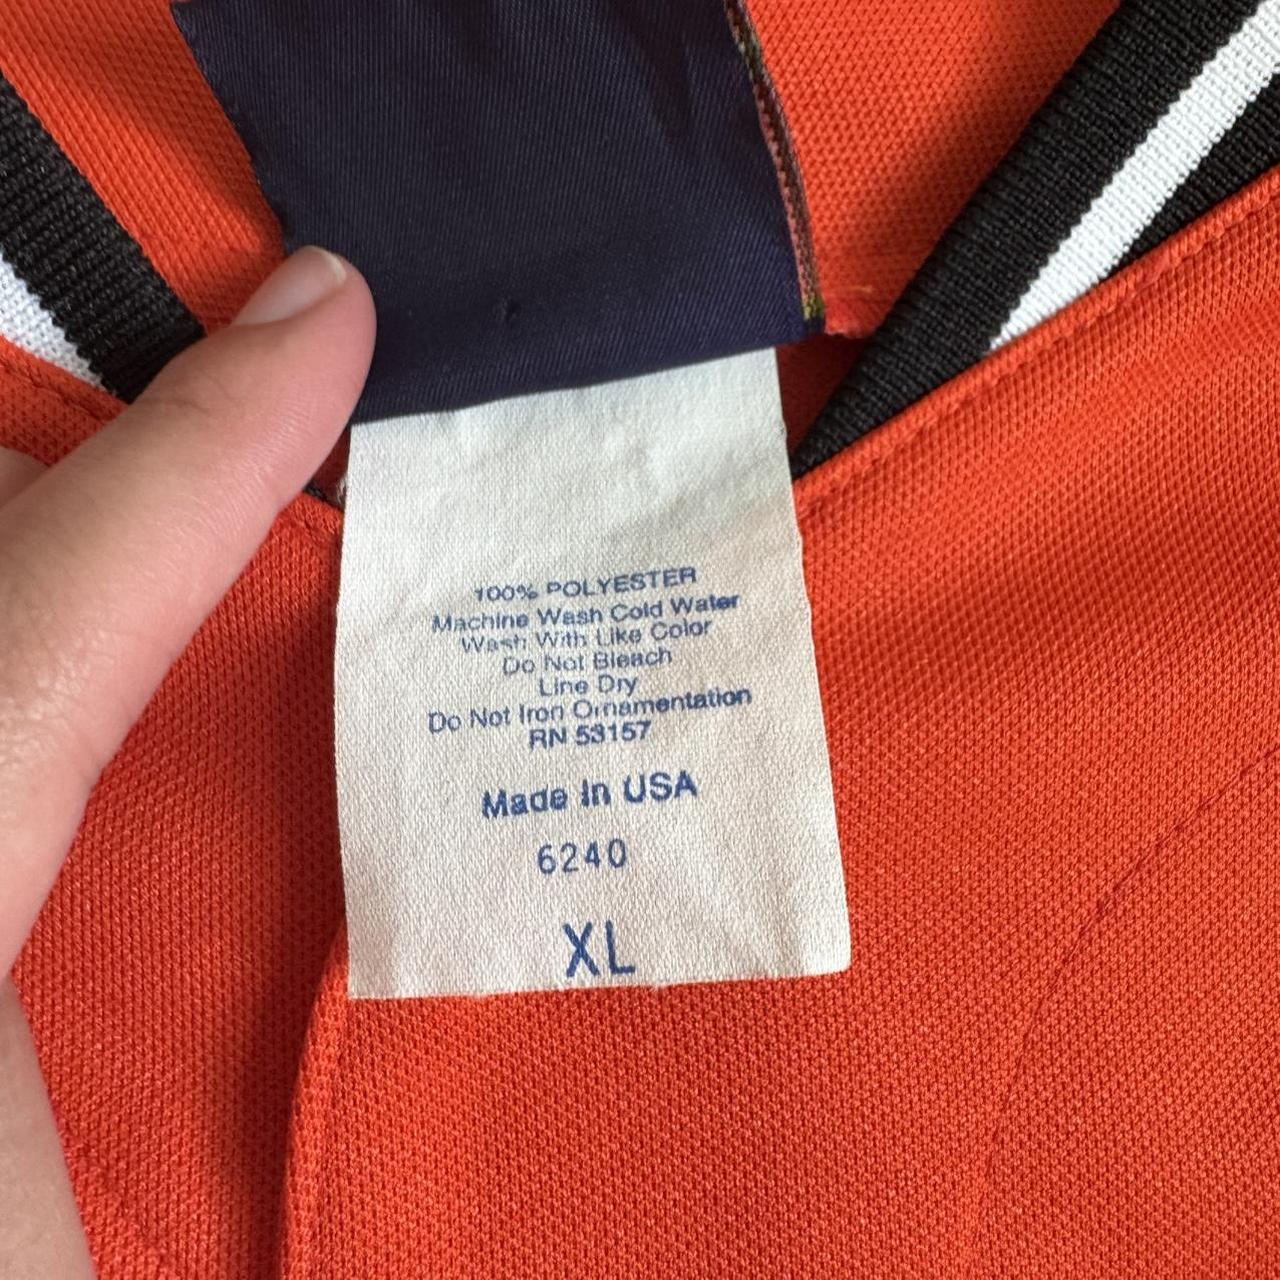 100% POLYESTER
Machine Wash Cold Water
Wash With Like Color
Do Not Bleach
Line Dry
Do Not Iron Ornamentation
RN 53157
Made In USA
6240
XL